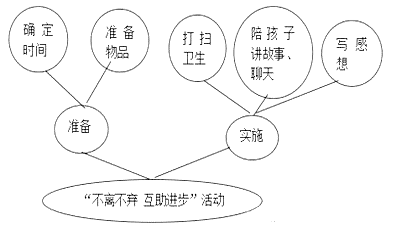 确定
时间
准备
物品
打扫
卫生
陪孩子
讲故事、
聊天
写感
想
准备
实施
“不离不弃 互助进步”活动